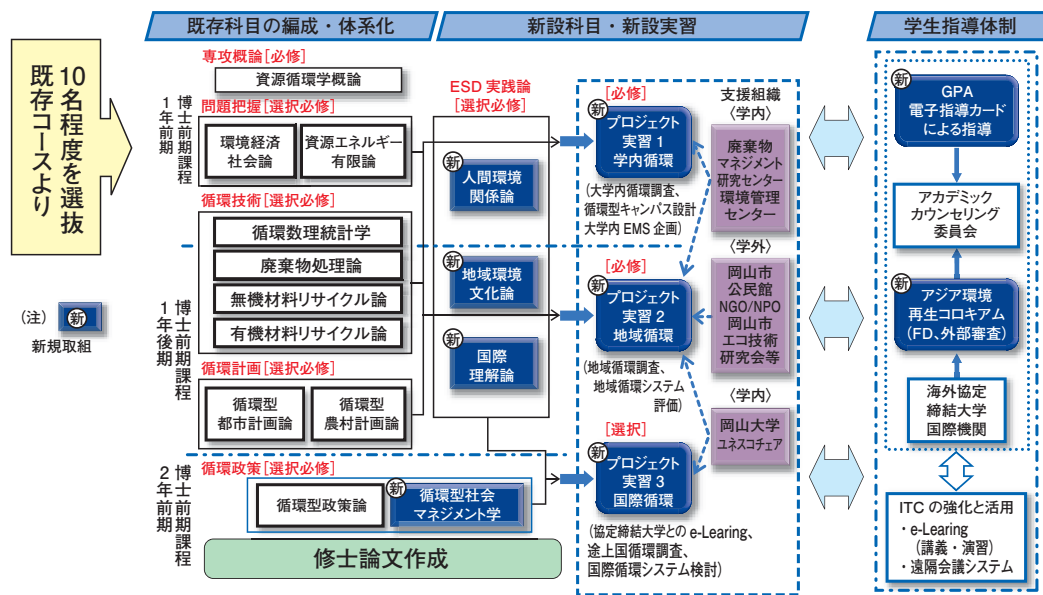 既存科目の編成・体系化
新設科目・新設実習
学生指導体制
10名程度を選抜
既存コースより
博士前期課程
1年前期
専攻概論[必修]
資源循環学概論
問題把握[選択必修]
環境経済
社会論
資源エネルギー
有限論
循環技術[選択必修]
循環数理統計学
廃棄物処理論
無機材料リサイクル論
有機材料リサイクル論
博士前期課程
1年後期
循環計画[選択必修]
循環型
都市計画論
循環型
農村計画論
博士前期課程
2年前期
循環政策[選択必修]
循環型政策論
新
循環型社会
マネジメント学
修士論文作成
(注)
新
新規取組
ESD 実践論
[選択必修]
新
人間環境
関係論
新
地域環境
文化論
新
国際
理解論
[必修]
新
プロジェクト
実習 1
学内循環
(大学内循環調査、
循環型キャンパス設計
大学内 EMS 企画)
[必修]
新
プロジェクト
実習 2
地域循環
(地域循環調査、
地域循環システム
評価)
[選択]
新
プロジェクト
実習 3
国際循環
(協定締結大学との e-Learing、
途上国循環調査、
国際循環システム検討)
支援組織
〈学内〉
廃棄物
マネジメント
研究センター
環境管理
センター
〈学外〉
岡山市
公民館
NGO/NPO
岡山市
エコ技術
研究会等
〈学内〉
岡山大学
ユネスコチェア
新
GPA
電子指導カード
による指導
アカデミック
カウンセリング
委員会
新
アジア環境
再生コロキアム
(FD、外部審査)
海外協定
締結大学
国際機関
ITC の強化と活用
・e-Learing
(講義・演習)
・遠隔会議システム